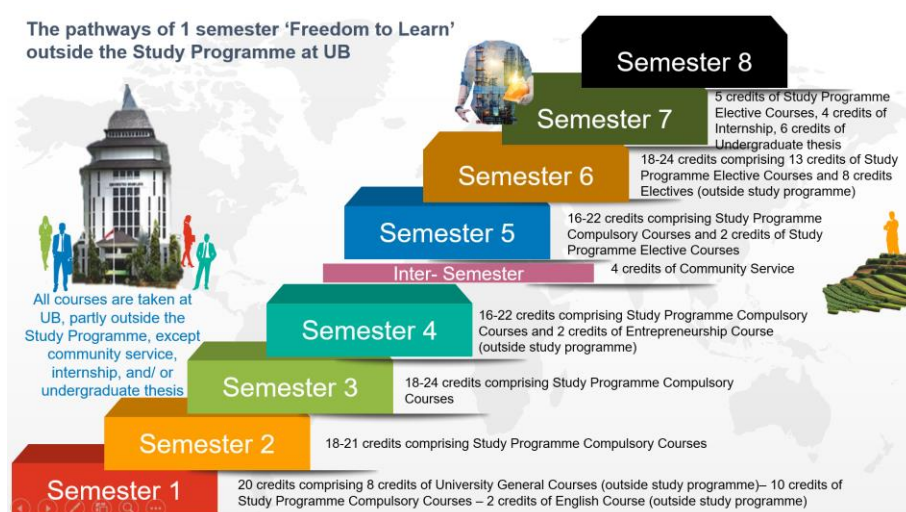 The pathways of 1 semester ‘Freedom to Learn’
outside the Study Programme at UB
Semester 8
Semester 7
5 credits of Study Programme
Elective Courses, 4 credits of
Internship, 6 credits of
Undergraduate thesis
Semester 6
18-24 credits comprising 13 credits of Study
Programme Elective Courses and 8 credits
Electives (outside study programme)
Semester 5
16-22 credits comprising Study Programme
Compulsory Courses and 2 credits of Study
Programme Elective Courses
Inter- Semester
4 credits of Community Service
All courses are taken at
UB, partly outside the
Study Programme, except
community service,
internship, and/ or
undergraduate thesis
Semester 4
16-22 credits comprising Study Programme Compulsory
Courses and 2 credits of Entrepreneurship Course
(outside study programme)
Semester 3
18-24 credits comprising Study Programme Compulsory
Courses
Semester 2
18-21 credits comprising Study Programme Compulsory Courses
Semester 1
20 credits comprising 8 credits of University General Courses (outside study programme)– 10 credits of
Study Programme Compulsory Courses – 2 credits of English Course (outside study programme)